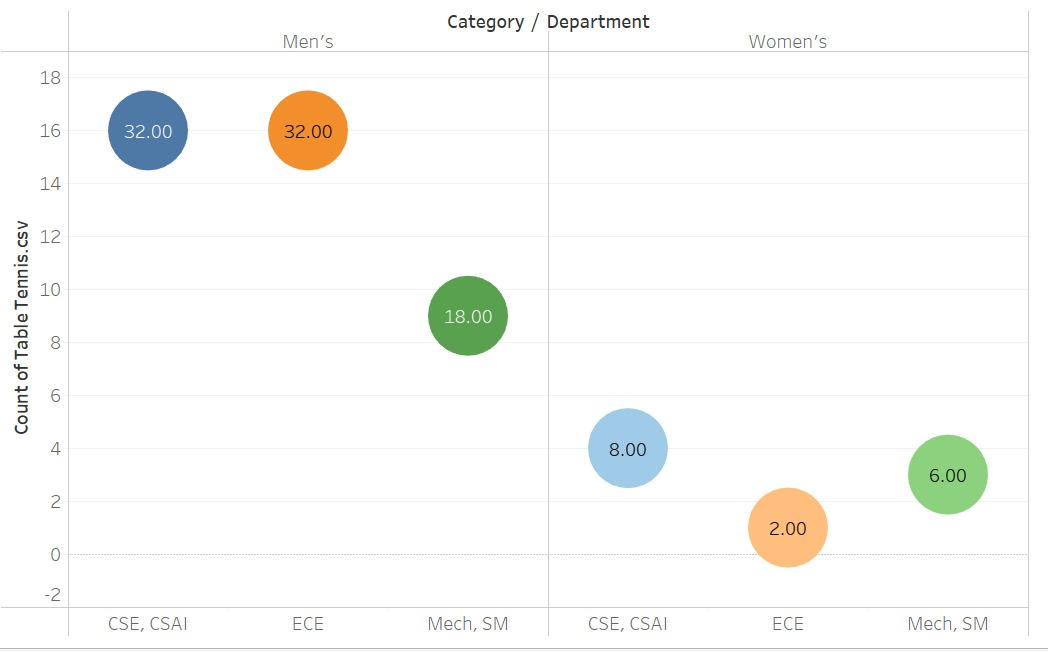 Category / Department
Men's
Women's
Count of Table Tennis.csv
18
16
14
12
10
8
6
4
2
0
-2
32.00
32.00
18.00
8.00
2.00
6.00
CSE, CSAI
ECE
Mech, SM
CSE, CSAI
ECE
Mech, SM